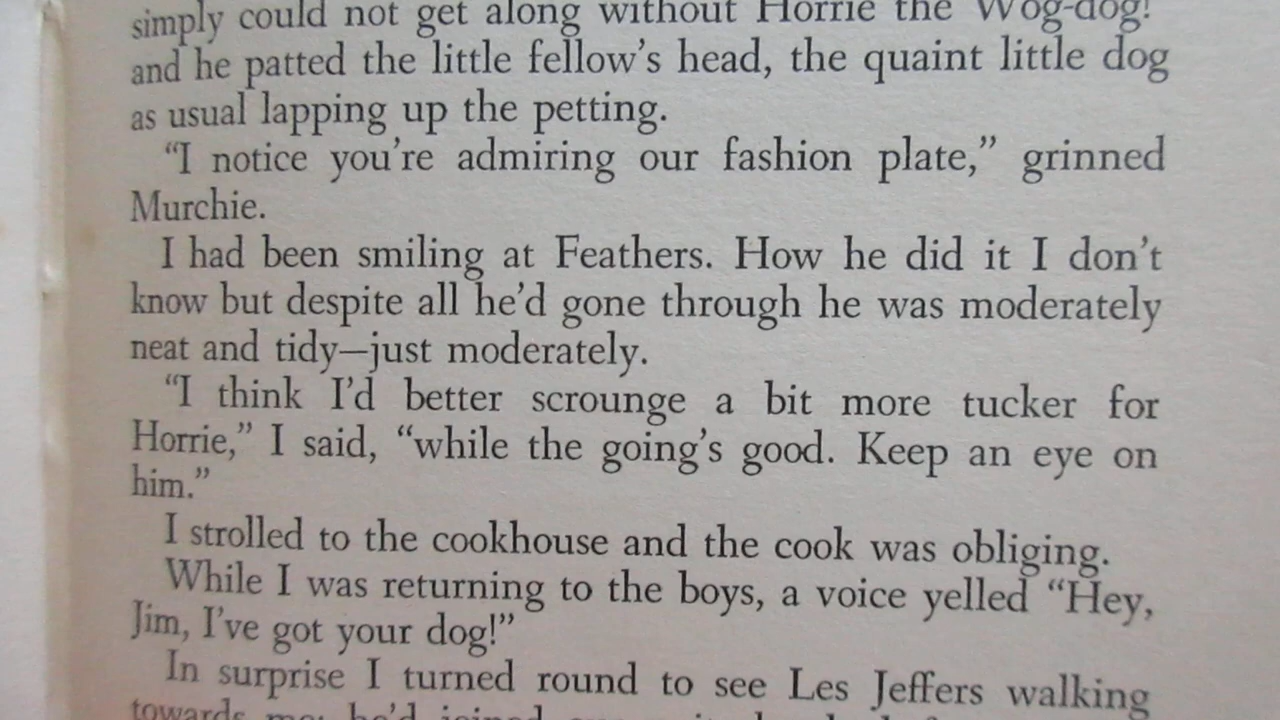 simply could not get along without Horrie the Wog-dog!
and he patted the little fellow's head, the quaint little dog
as usual lapping up the petting.
“I notice you're admiring our fashion plate,” grinned
Murchie.
I had been smiling at Feathers. How he did it I don't
know but despite all he'd gone through he was moderately
neat and tidy—just moderately.
“I think I'd better scrounge a bit more tucker for
Horrie,” I said, “while the going's good. Keep an eye on
him.”
I strolled to the cookhouse and the cook was obliging.
While I was returning to the boys, a voice yelled “Hey,
Jim, I've got your dog!”
In surprise I turned round to see Les Jeffers walking
towards me; he'd joined